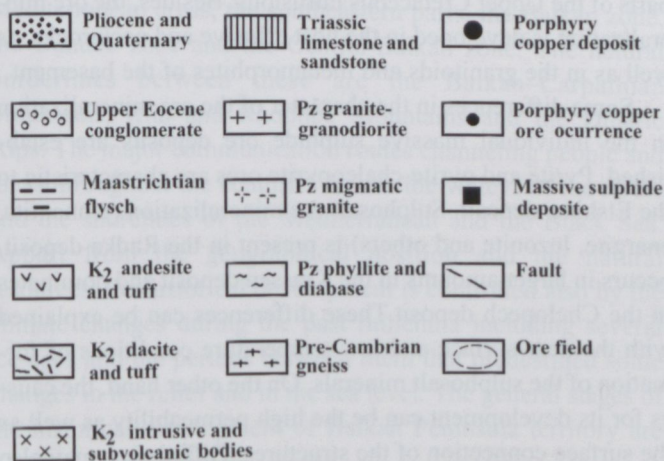 Pliocene and
Quaternary
Upper Eocene
conglomerate
Maastrichtian
flysch
K2 andesite
and tuff
K2 dacite
and tuff
K2 intrusive and
subvolcanic bodies
Triassic
limestone and
sandstone
Pz granite-
granodiorite
Pz migmatic
granite
Pz phyllite and
diabase
Pre-Cambrian
gneiss
Porphyry
copper deposit
Porphyry copper
ore ocurrence
Massive sulphide
deposite
Fault
Ore field